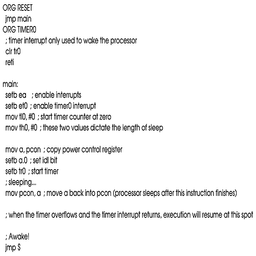 ORG RESET
jmp main
ORG TIMER0
; timer interrupt only used to wake the processor
clr tr0
reti
main:
setb ea ; enable interrupts
setb et0 ; enable timer0 interrupt
mov tl0, #0 ; start timer counter at zero
mov th0, #0 ; these two values dictate the length of sleep
mov a, pcon ; copy power control register
setb a.0 ; set idl bit
setb tr0 ; start timer
; sleeping...
mov pcon, a ; move a back into pcon (processor sleeps after this instruction finishes)
; when the timer overflows and the timer interrupt returns, execution will resume at this spot
; Awake!
jmp $